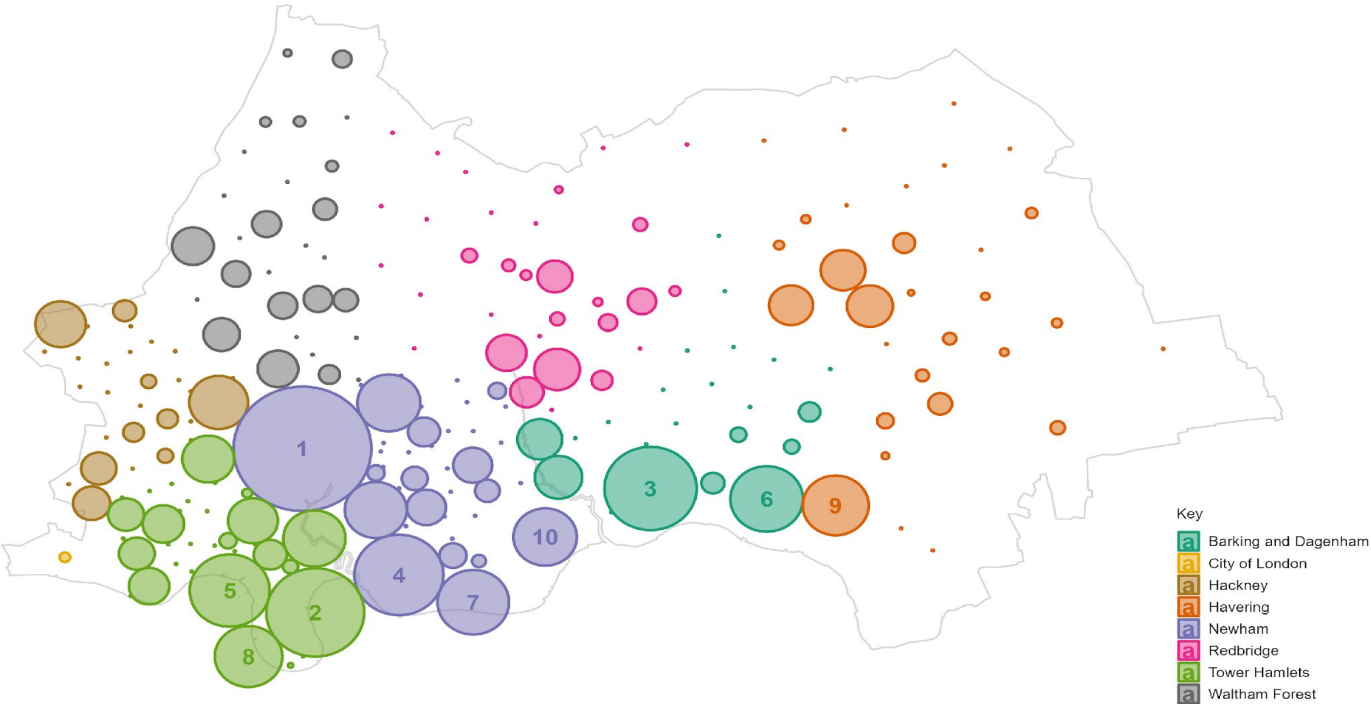 1
3
6
9
10
4
5
7
2
8
Key
a Barking and Dagenham
a City of London
a Hackney
a Havering
a Newham
a Redbridge
a Tower Hamlets
a Waltham Forest